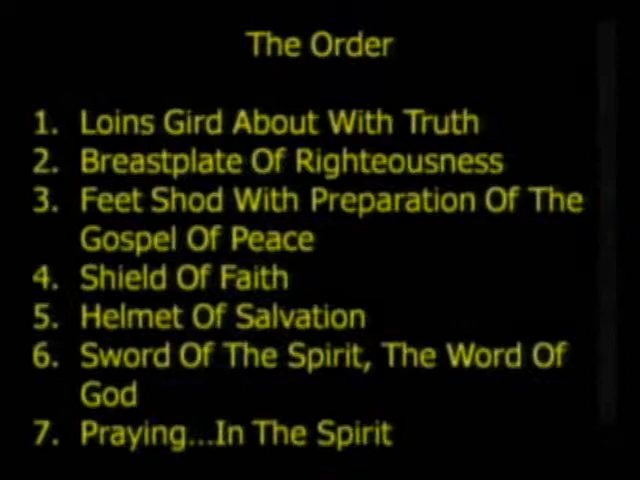 The Order
1. Loins Gird About With Truth
2. Breastplate Of Righteousness
3. Feet Shod With Preparation Of The
Gospel Of Peace
4. Shield Of Faith
5. Helmet Of Salvation
6. Sword Of The Spirit, The Word Of
God
7. Praying...In The Spirit